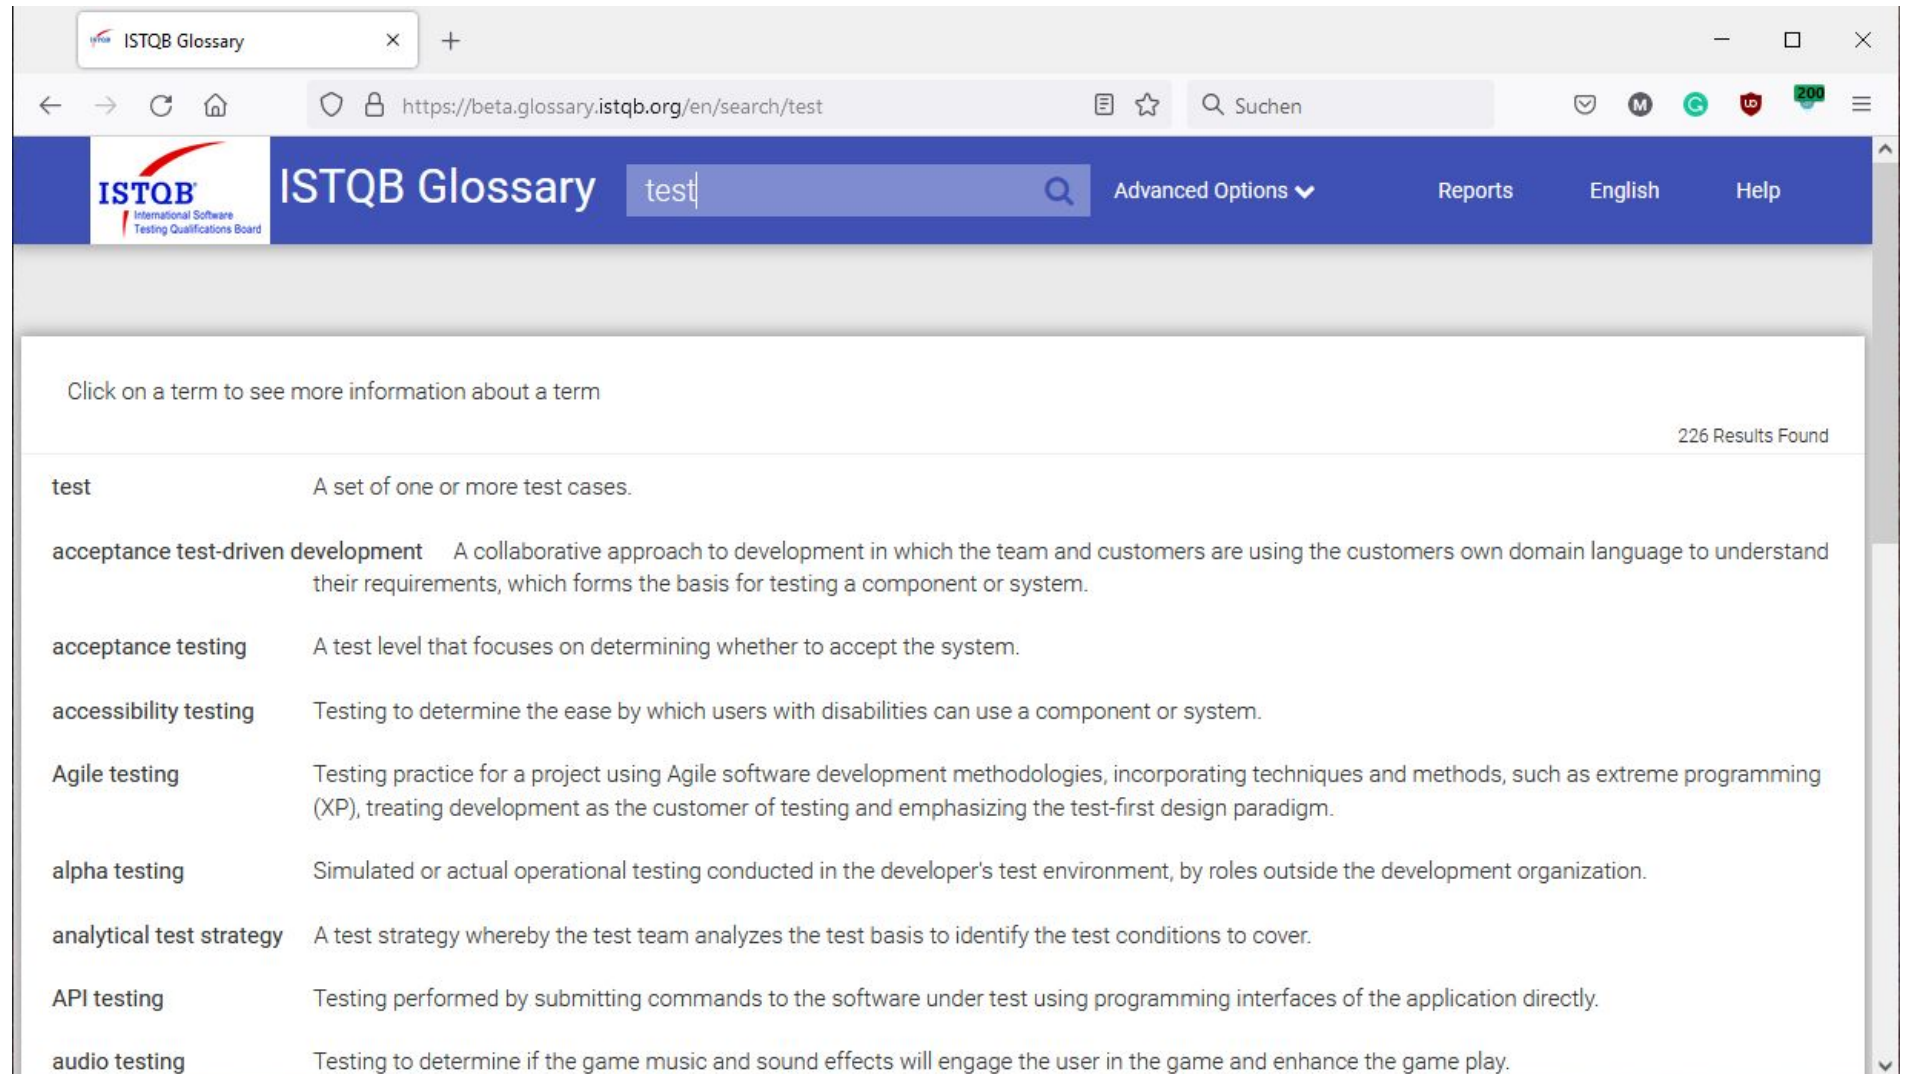 ISTQB Glossary
https://beta.glossary.istqb.org/en/search/test
Suchen
200
ISTQB®
International Software
Testing Qualifications Board
ISTQB Glossary
test
Advanced Options
Reports
English
Help
Click on a term to see more information about a term
226 Results Found
test A set of one or more test cases.
acceptance test-driven development A collaborative approach to development in which the team and customers are using the customers own domain language to understand
their requirements, which forms the basis for testing a component or system.
acceptance testing A test level that focuses on determining whether to accept the system.
accessibility testing Testing to determine the ease by which users with disabilities can use a component or system.
Agile testing Testing practice for a project using Agile software development methodologies, incorporating techniques and methods, such as extreme programming
(XP), treating development as the customer of testing and emphasizing the test-first design paradigm.
alpha testing Simulated or actual operational testing conducted in the developer's test environment, by roles outside the development organization.
analytical test strategy A test strategy whereby the test team analyzes the test basis to identify the test conditions to cover.
API testing Testing performed by submitting commands to the software under test using programming interfaces of the application directly.
audio testing Testing to determine if the game music and sound effects will engage the user in the game and enhance the game play.